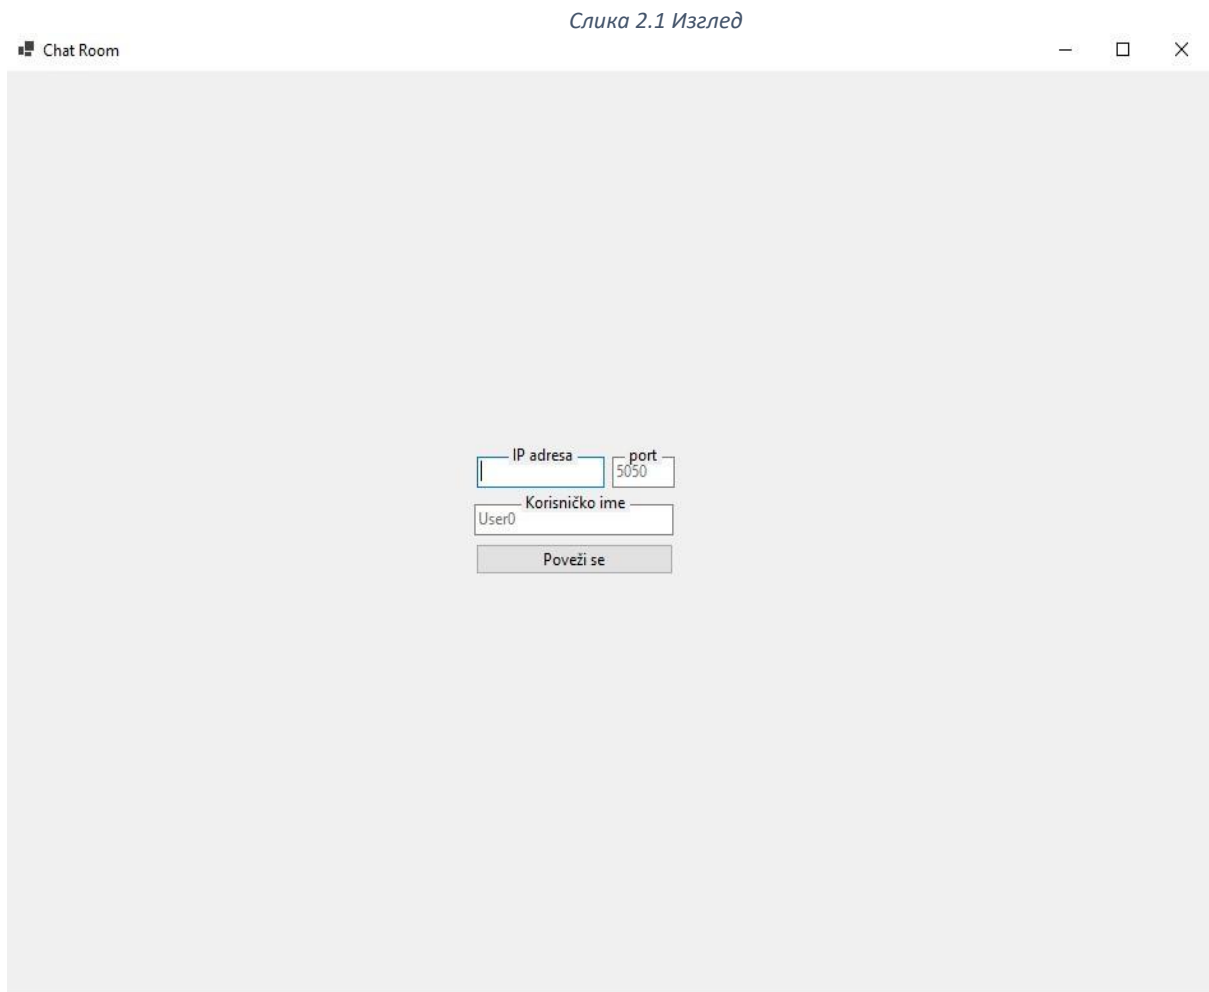 Слика 2.1 Изглед
Chat Room
IP adresa port
5050
Korisničko ime
User0
Poveži se